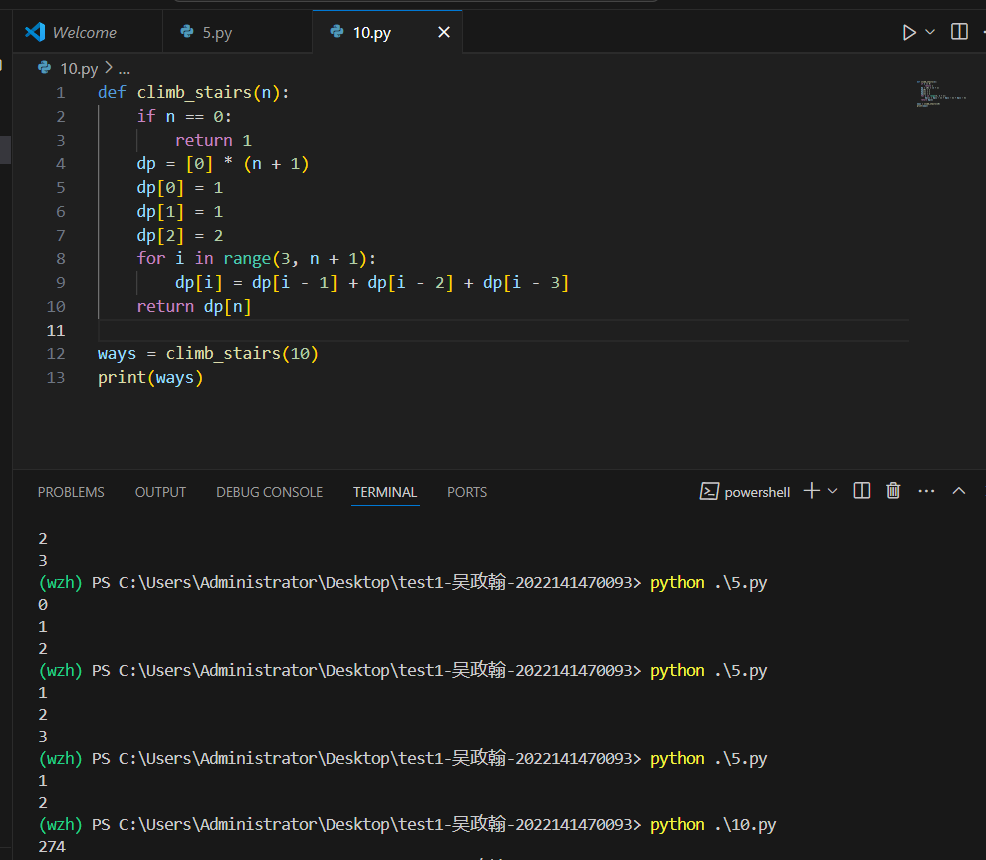 Welcome
5.py
10.py
10.py > ...
1 def climb_stairs(n):
2     if n == 0:
3         return 1
4     dp = [0] * (n + 1)
5     dp[0] = 1
6     dp[1] = 1
7     dp[2] = 2
8     for i in range(3, n + 1):
9         dp[i] = dp[i - 1] + dp[i - 2] + dp[i - 3]
10     return dp[n]
11
12 ways = climb_stairs(10)
13 print(ways)
PROBLEMS OUTPUT DEBUG CONSOLE TERMINAL PORTS powershell
2
3
(wzh) PS C:\Users\Administrator\Desktop\test1-吴政翰-2022141470093> python .\5.py
0
1
2
(wzh) PS C:\Users\Administrator\Desktop\test1-吴政翰-2022141470093> python .\5.py
1
2
3
(wzh) PS C:\Users\Administrator\Desktop\test1-吴政翰-2022141470093> python .\5.py
1
2
(wzh) PS C:\Users\Administrator\Desktop\test1-吴政翰-2022141470093> python .\10.py
274